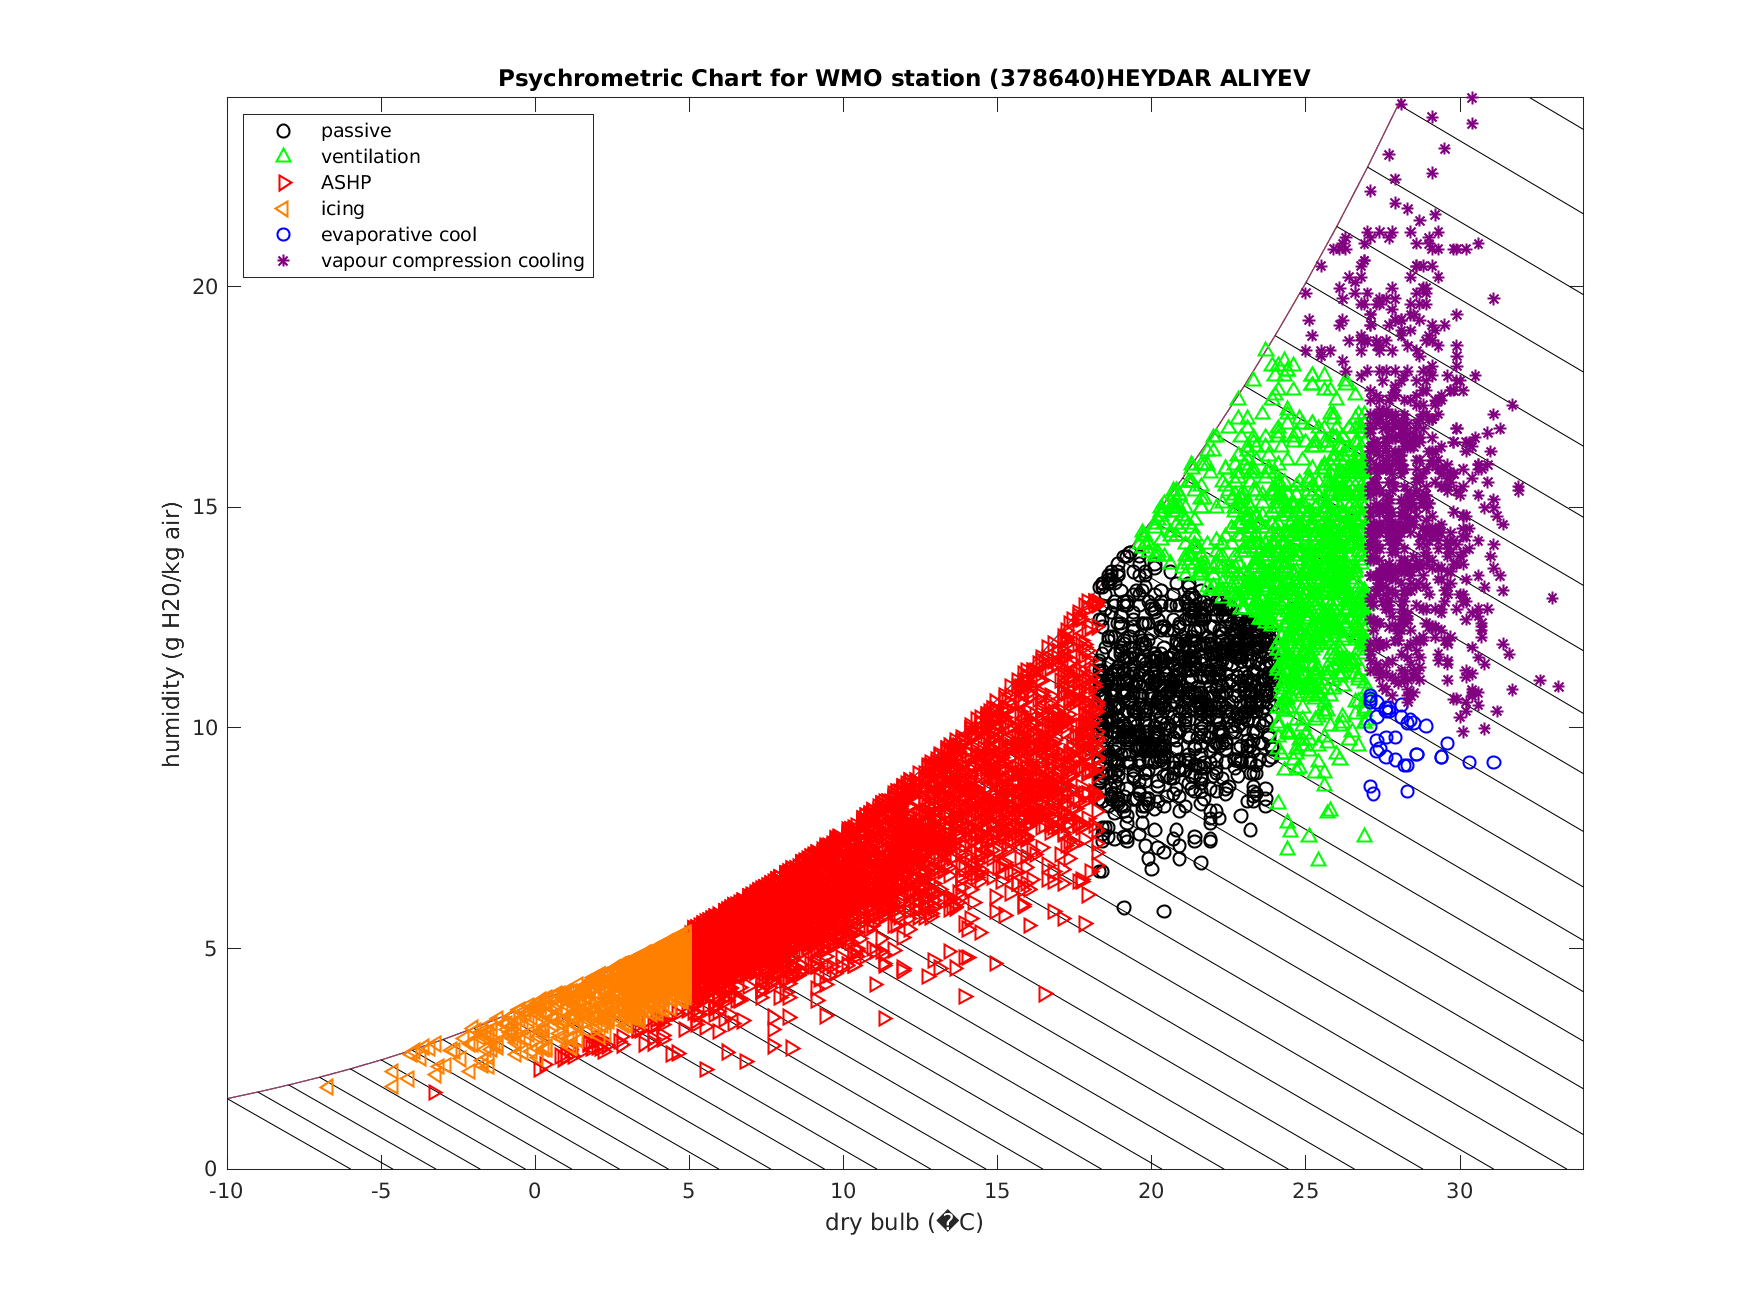 Psychrometric Chart for WMO station (378640)HEYDAR ALIYEV
passive
ventilation
ASHP
icing
evaporative cool
vapour compression cooling
20
15
10
5
0
humidity (g H20/kg air)
-10 -5 0 5 10 15 20 25 30
dry bulb (�C)